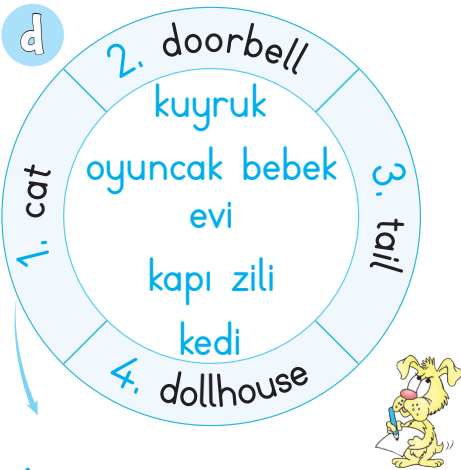 d
2. doorbell
kuyruk
oyuncak bebek
evi
kapı zili
kedi
1. cat
3. tail
4. dollhouse